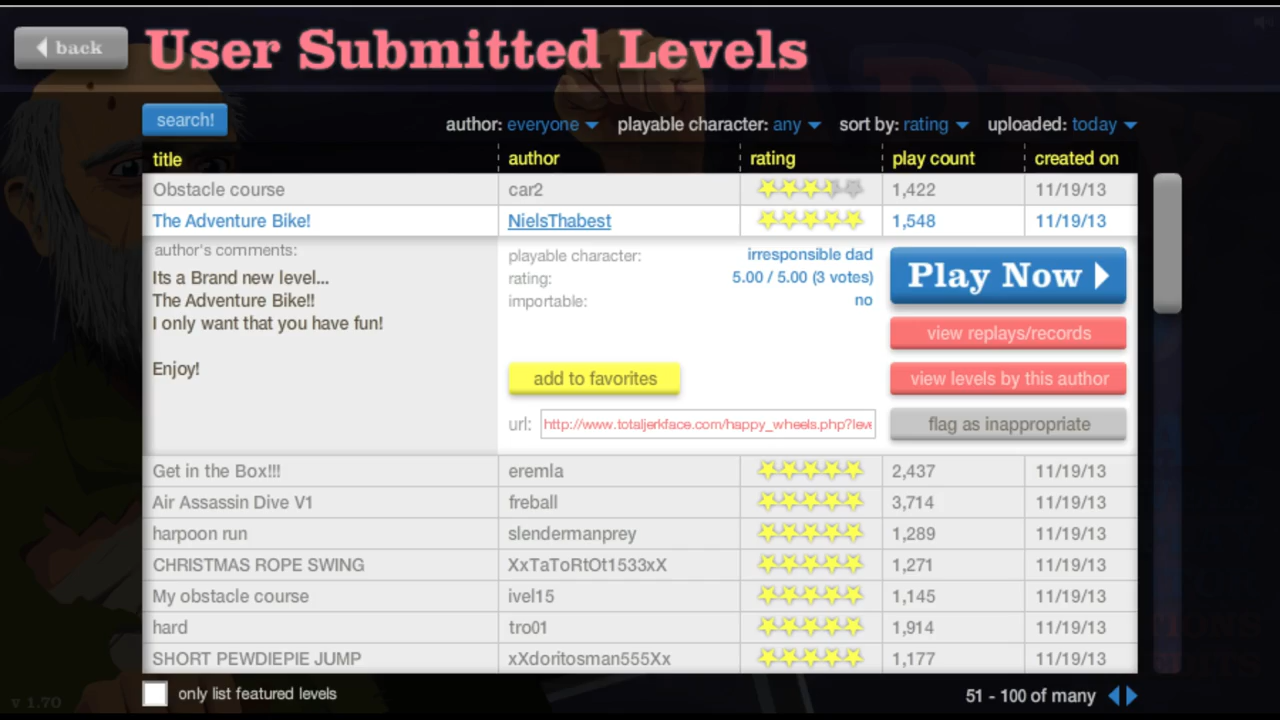 back
User Submitted Levels
search!
author: everyone playable character: any sort by: rating uploaded: today
title author rating play count created on
Obstacle course car2 1,422 11/19/13
The Adventure Bike! NielsThabest 1,548 11/19/13
author's comments:
Its a Brand new level...
The Adventure Bike!!
I only want that you have fun!
Enjoy!
playable character: irresponsible dad
rating: 5.00 / 5.00 (3 votes)
importable: no
add to favorites
url: http://www.totaljerkface.com/happy_wheels.php?leve
Play Now
view replays/records
view levels by this author
flag as inappropriate
Get in the Box!!! eremla 2,437 11/19/13
Air Assassin Dive V1 freball 3,714 11/19/13
harpoon run slendermanprey 1,289 11/19/13
CHRISTMAS ROPE SWING XxTaToRtOt1533xX 1,271 11/19/13
My obstacle course ivel15 1,145 11/19/13
hard tro01 1,914 11/19/13
SHORT PEWDIEPIE JUMP xXdoritosman555Xx 1,177 11/19/13
only list featured levels
51 - 100 of many
v 1.70